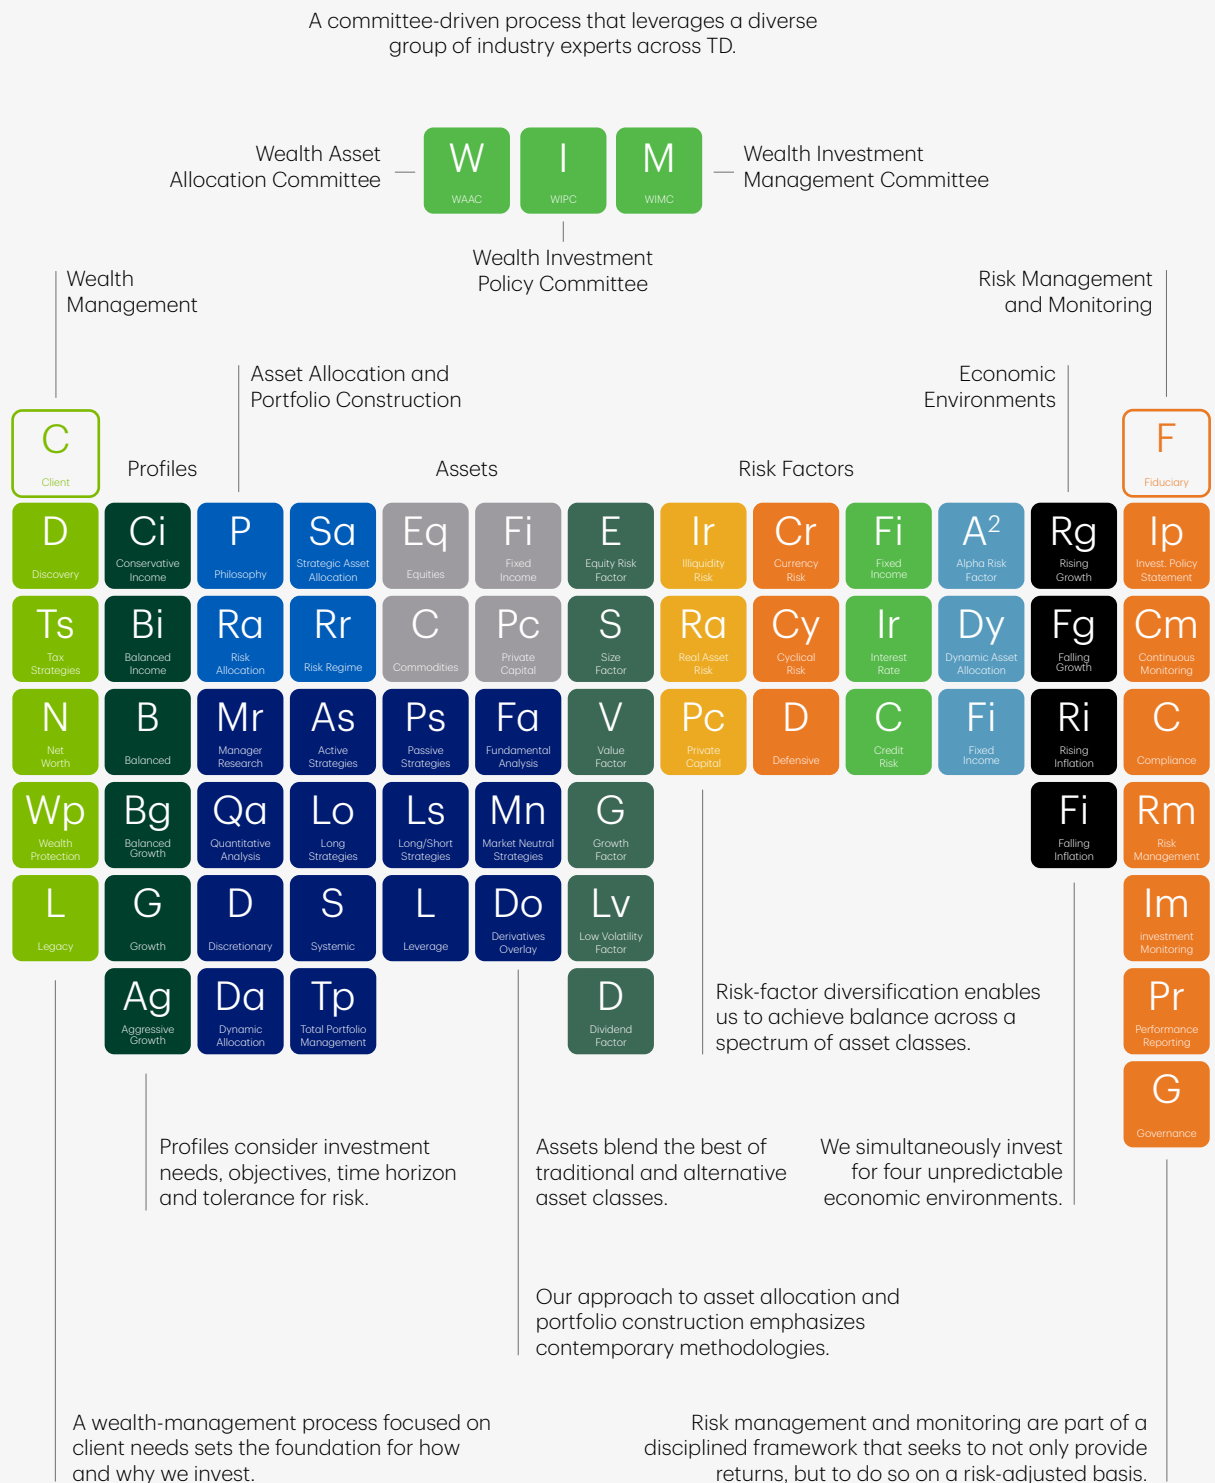 A committee-driven process that leverages a diverse
group of industry experts across TD.
Wealth Asset
Allocation Committee
W
WAAC
I
WIPC
M
WIMC
Wealth Investment
Management Committee
Wealth Investment
Policy Committee
Wealth
Management
Risk Management
and Monitoring
Asset Allocation and
Portfolio Construction
Economic
Environments
C
Client
Profiles
Assets
Risk Factors
F
Fiduciary
D
Discovery
Ci
Conservative
Income
P
Philosophy
Sa
Strategic Asset
Allocation
Eq
Equities
Fi
Fixed
Income
E
Equity Risk
Factor
Ir
Illiquidity
Risk
Cr
Currency
Risk
Fi
Fixed
Income
A²
Alpha Risk
Factor
Rg
Rising
Growth
Ip
Invest. Policy
Statement
Ts
Tax
Strategies
Bi
Balanced
Income
Ra
Risk
Allocation
Rr
Risk Regime
C
Commodities
Pc
Private
Capital
S
Size
Factor
Ra
Real Asset
Risk
Cy
Cyclical
Risk
Ir
Interest
Rate
Dy
Dynamic Asset
Allocation
Fg
Falling
Growth
Cm
Continuous
Monitoring
N
Net
Worth
B
Balanced
Mr
Manager
Research
As
Active
Strategies
Ps
Passive
Strategies
Fa
Fundamental
Analysis
V
Value
Factor
Pc
Private
Capital
D
Defensive
C
Credit
Risk
Fi
Fixed
Income
Ri
Rising
Inflation
C
Compliance
Wp
Wealth
Protection
Bg
Balanced
Growth
Qa
Quantitative
Analysis
Lo
Long
Strategies
Ls
Long/Short
Strategies
Mn
Market Neutral
Strategies
G
Growth
Factor
Fi
Falling
Inflation
Rm
Risk
Management
L
Legacy
G
Growth
D
Discretionary
S
Systemic
L
Leverage
Do
Derivatives
Overlay
Lv
Low Volatility
Factor
Im
investment
Monitoring
Ag
Aggressive
Growth
Da
Dynamic
Allocation
Tp
Total Portfolio
Management
D
Dividend
Factor
Risk-factor diversification enables
us to achieve balance across a
spectrum of asset classes.
Pr
Performance
Reporting
G
Governance
Profiles consider investment
needs, objectives, time horizon
and tolerance for risk.
Assets blend the best of
traditional and alternative
asset classes.
We simultaneously invest
for four unpredictable
economic environments.
Our approach to asset allocation and
portfolio construction emphasizes
contemporary methodologies.
A wealth-management process focused on
client needs sets the foundation for how
and why we invest.
Risk management and monitoring are part of a
disciplined framework that seeks to not only provide
returns, but to do so on a risk-adjusted basis.